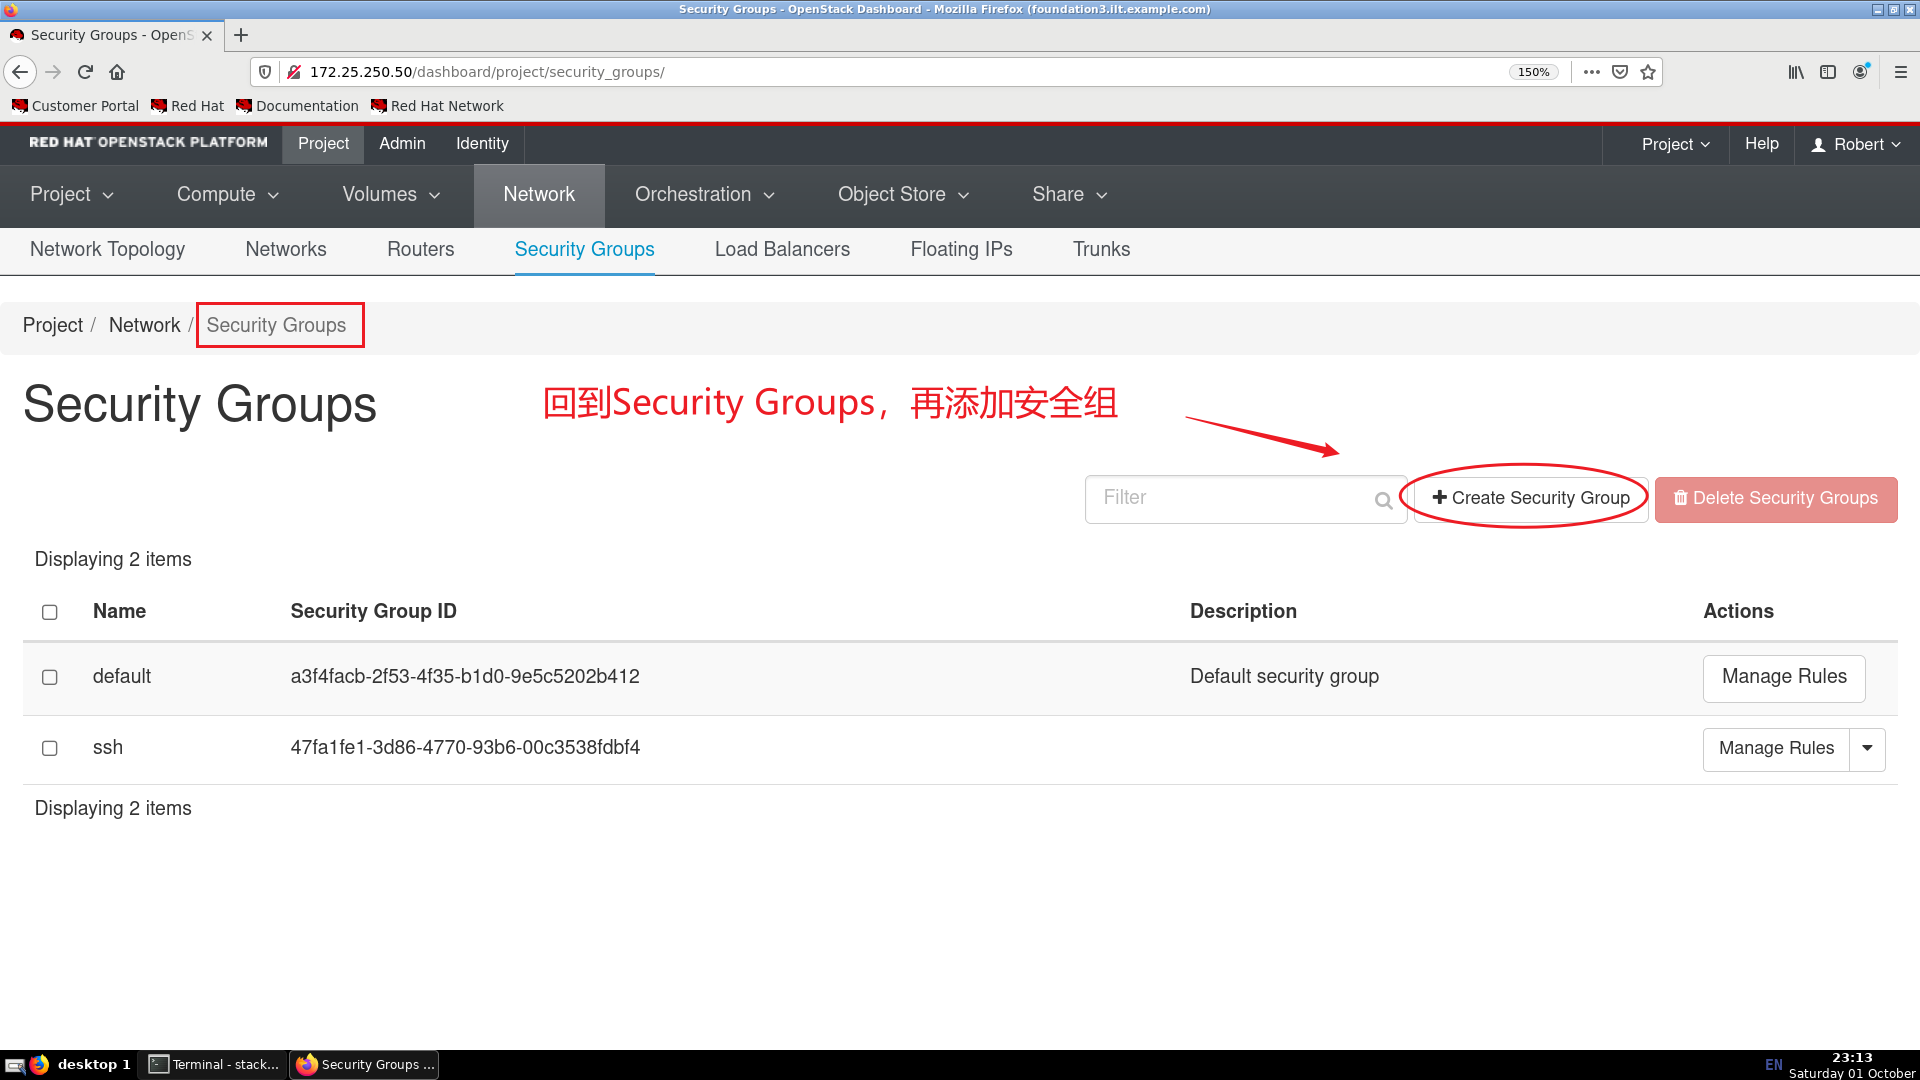 Security Groups - OpenStack Dashboard - Mozilla Firefox (foundation3.ilt.example.com)
Security Groups - OpenS
172.25.250.50/dashboard/project/security_groups/
150%
Customer Portal Red Hat Documentation Red Hat Network
RED HAT OPENSTACK PLATFORM Project Admin Identity Project Help Robert
Project Compute Volumes Network Orchestration Object Store Share
Network Topology Networks Routers Security Groups Load Balancers Floating IPs Trunks
Project / Network / Security Groups
Security Groups
回到Security Groups，再添加安全组
Filter Create Security Group Delete Security Groups
Displaying 2 items
Name Security Group ID Description Actions
default a3f4facb-2f53-4f35-b1d0-9e5c5202b412 Default security group Manage Rules
ssh 47fa1fe1-3d86-4770-93b6-00c3538fdbf4 Manage Rules
Displaying 2 items
desktop 1 Terminal - stack... Security Groups ... EN 23:13
Saturday 01 October